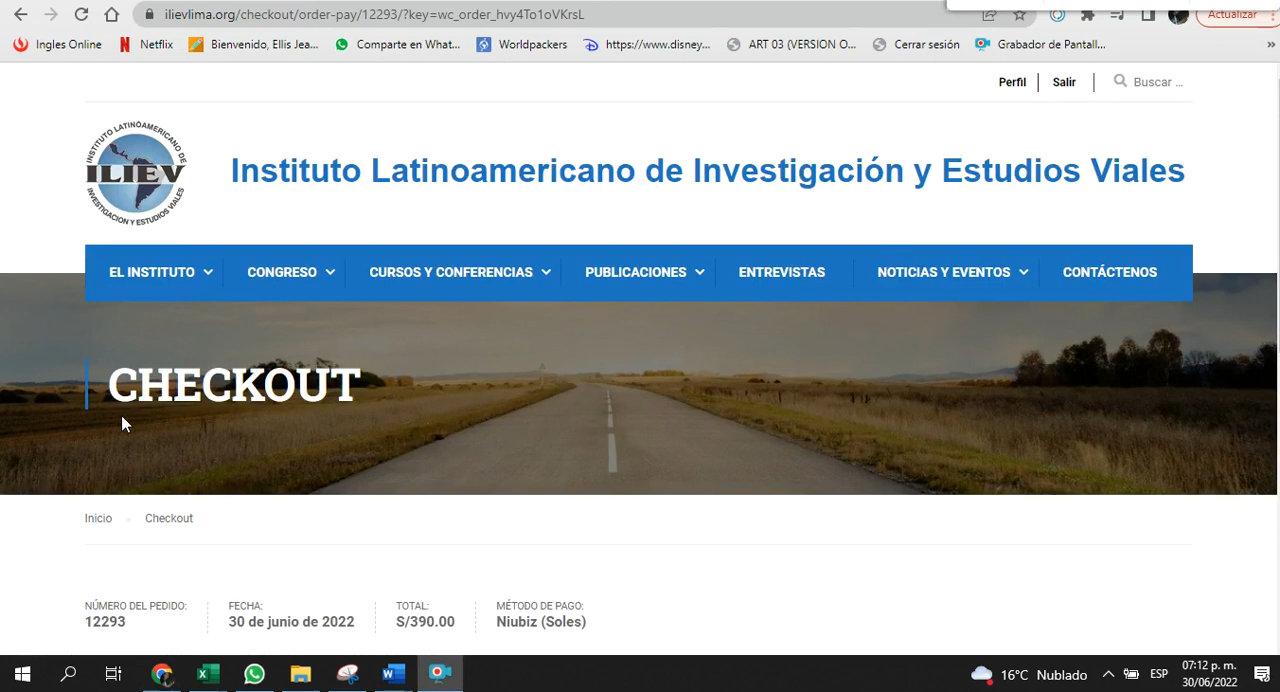 ilievlima.org/checkout/order-pay/12293/?key=wc_order_hvy4To1oVKrsL
Actualizar
Ingles Online
Netflix
Bienvenido, Ellis Jea...
Comparte en What...
Worldpackers
https://www.disney...
ART 03 (VERSION O...
Cerrar sesión
Grabador de Pantall...
»
Perfil
Salir
Buscar ...
INSTITUTO LATINOAMERICANO DE
ILIEV
INVESTIGACION Y ESTUDIOS VIALES
Instituto Latinoamericano de Investigación y Estudios Viales
EL INSTITUTO
CONGRESO
CURSOS Y CONFERENCIAS
PUBLICACIONES
ENTREVISTAS
NOTICIAS Y EVENTOS
CONTÁCTENOS
CHECKOUT
Inicio
Checkout
NÚMERO DEL PEDIDO:
12293
FECHA:
30 de junio de 2022
TOTAL:
S/390.00
MÉTODO DE PAGO:
Niubiz (Soles)
16°C Nublado
ESP
07:12 p. m.
30/06/2022